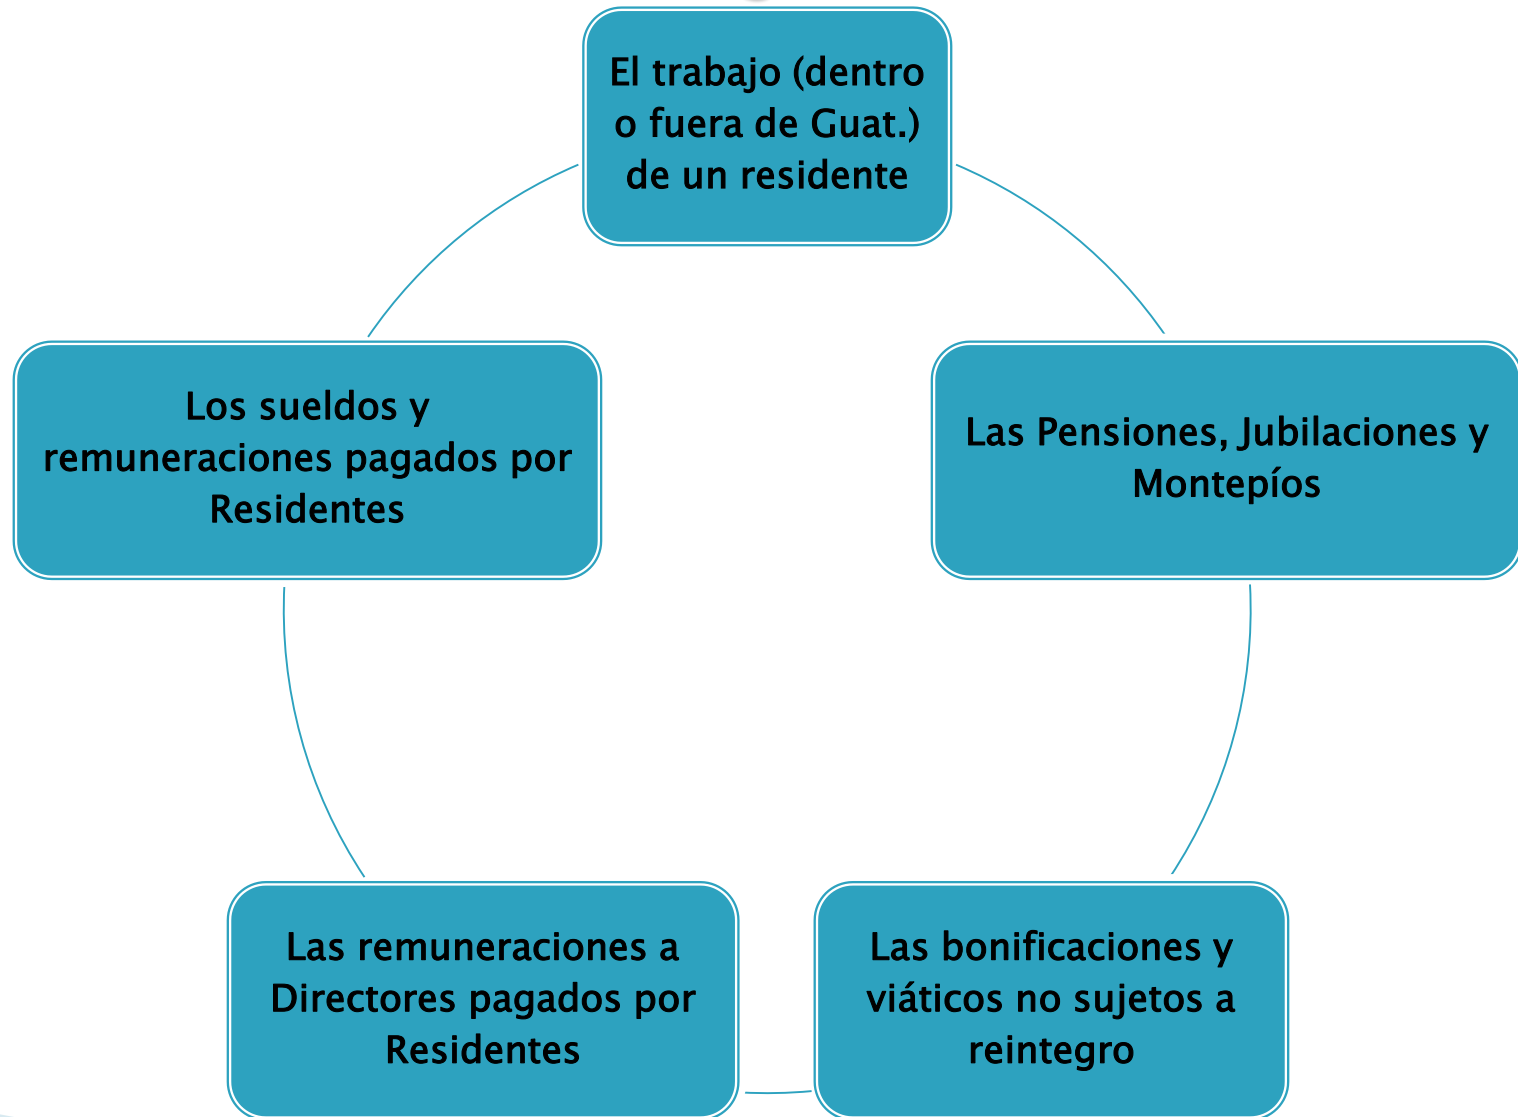 El trabajo (dentro
o fuera de Guat.)
de un residente
Los sueldos y
remuneraciones pagados por
Residentes
Las Pensiones, Jubilaciones y
Montepíos
Las remuneraciones a
Directores pagados por
Residentes
Las bonificaciones y
viáticos no sujetos a
reintegro